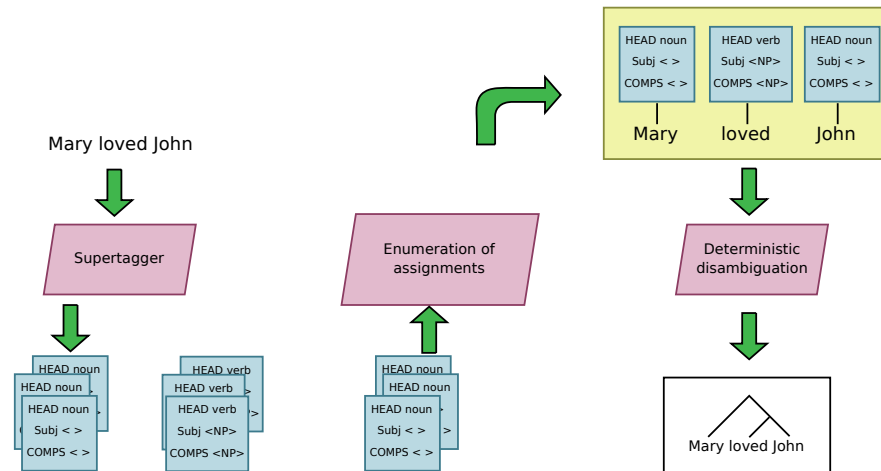 Mary loved John
Supertagger
HEAD noun
HEAD noun
HEAD noun
Subj < >
COMPS < >
HEAD verb
HEAD verb
HEAD verb
Subj <NP>
COMPS <NP>
Enumeration of
assignments
HEAD noun
HEAD noun
HEAD noun
Subj < >
COMPS < >
HEAD noun
Subj < >
COMPS < >
Mary
HEAD verb
Subj <NP>
COMPS <NP>
loved
HEAD noun
Subj < >
COMPS < >
John
Deterministic
disambiguation
Mary loved John